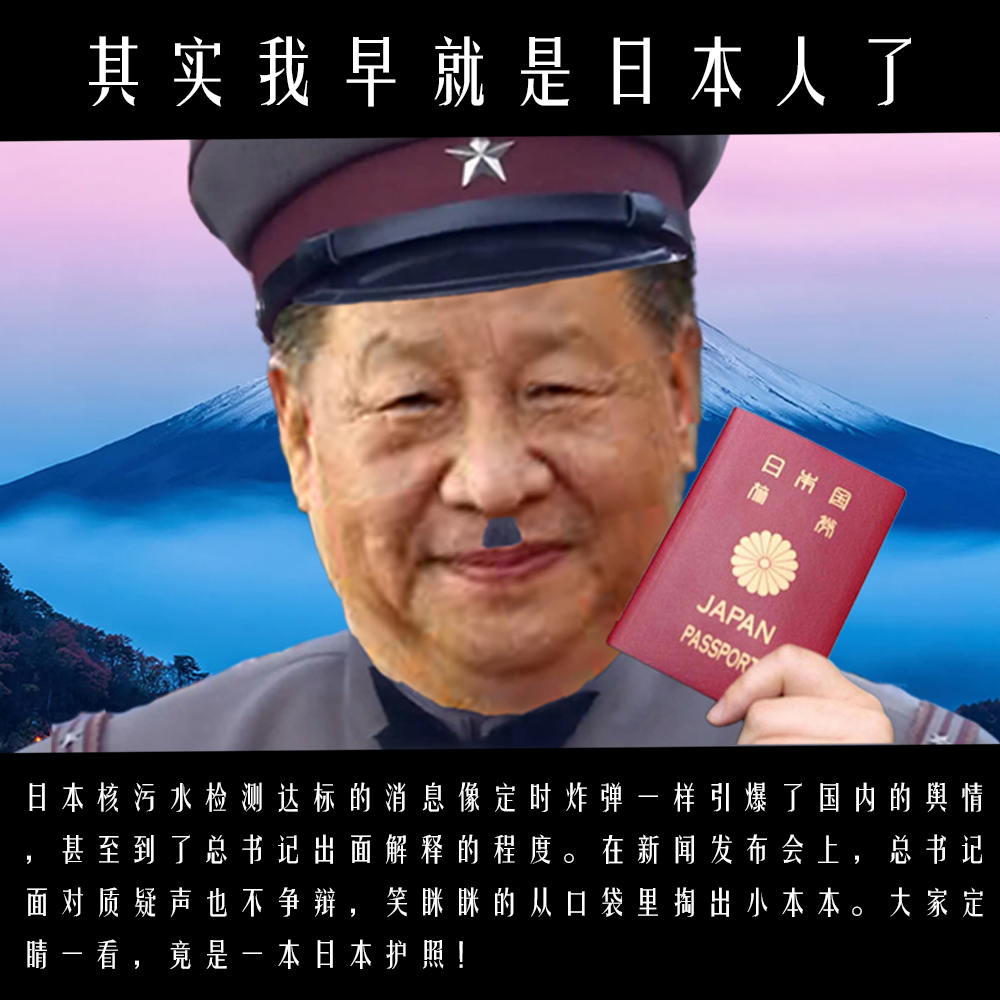 其实我早就是日本人了
日本国
旅券
JAPAN
PASSPORT
日本核污水检测达标的消息像定时炸弹一样引爆了国内的舆情
，甚至到了总书记出面解释的程度。在新闻发布会上，总书记
面对质疑声也不争辩，笑眯眯的从口袋里掏出小本本。大家定
睛一看，竟是一本日本护照！